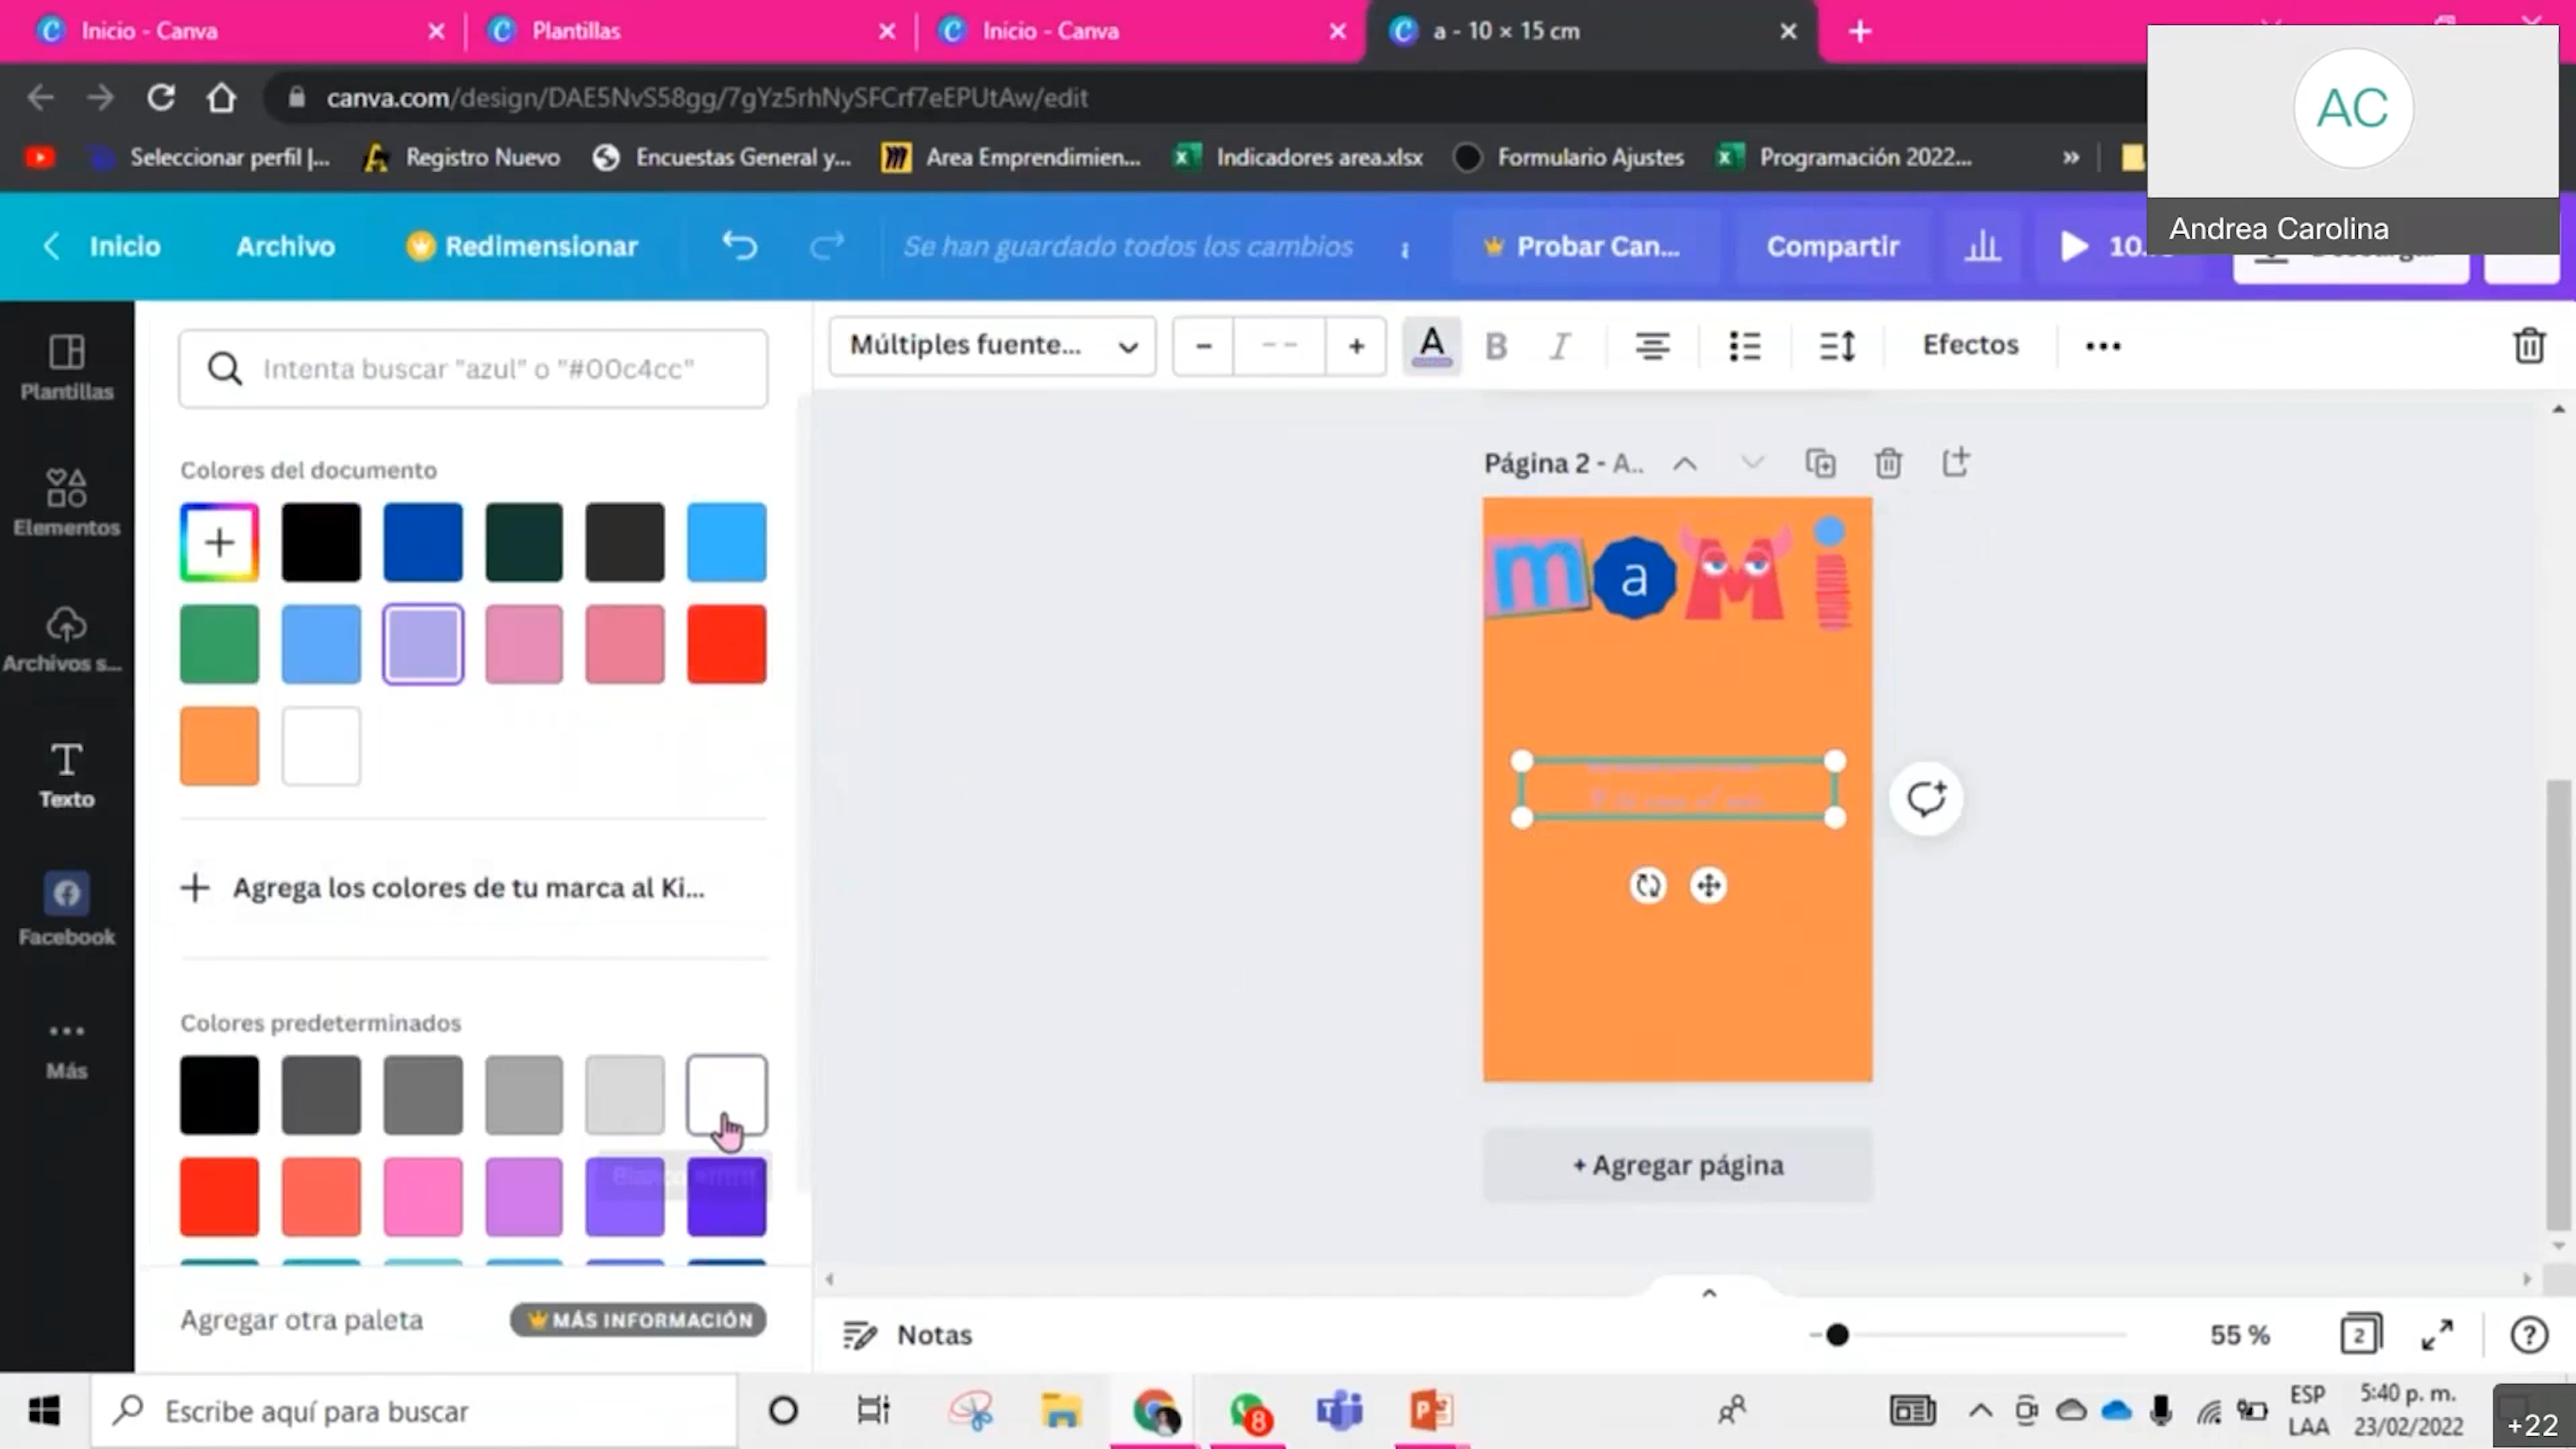 Inicio - Canva
Plantillas
Inicio - Canva
a - 10 × 15 cm
canva.com/design/DAE5NvS58gg/7gYz5rhNySFCrf7eEPUtAw/edit
Seleccionar perfil |...
Registro Nuevo
Encuestas General y...
Area Emprendimien...
Indicadores area.xlsx
Formulario Ajustes
Programación 2022...
»
AC
Andrea Carolina
Inicio
Archivo
Redimensionar
Se han guardado todos los cambios
Probar Can...
Compartir
Plantillas
Elementos
Archivos s...
Texto
Facebook
Más
Intenta buscar "azul" o "#00c4cc"
Múltiples fuente...
- -- +
A B I
Efectos
Colores del documento
Agrega los colores de tu marca al Ki...
Colores predeterminados
Agregar otra paleta
MÁS INFORMACIÓN
Página 2 - A..
m a M i
+ Agregar página
Notas
55 %
2
Escribe aquí para buscar
8
ESP
LAA
5:40 p. m.
23/02/2022
+22